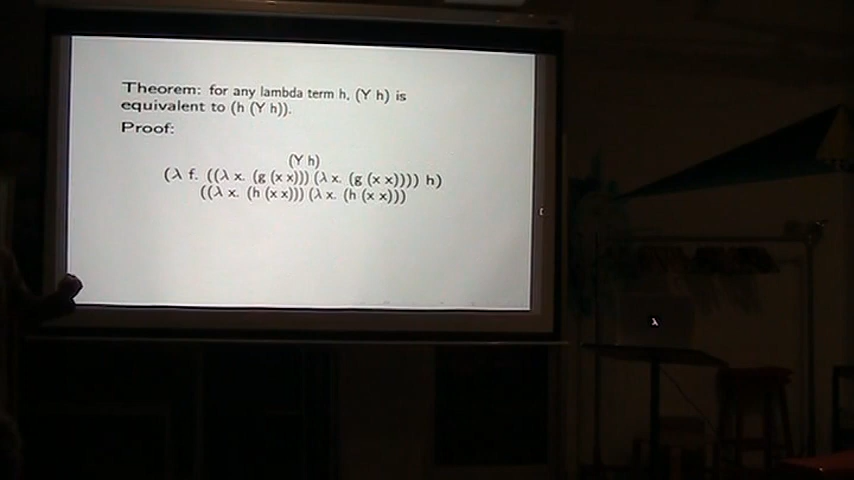 Theorem: for any lambda term h, (Y h) is
equivalent to (h (Y h)).
Proof:
(Y h)
(λ f. ((λ x. (g (x x))) (λ x. (g (x x)))) h)
((λ x. (h (x x))) (λ x. (h (x x)))
λ